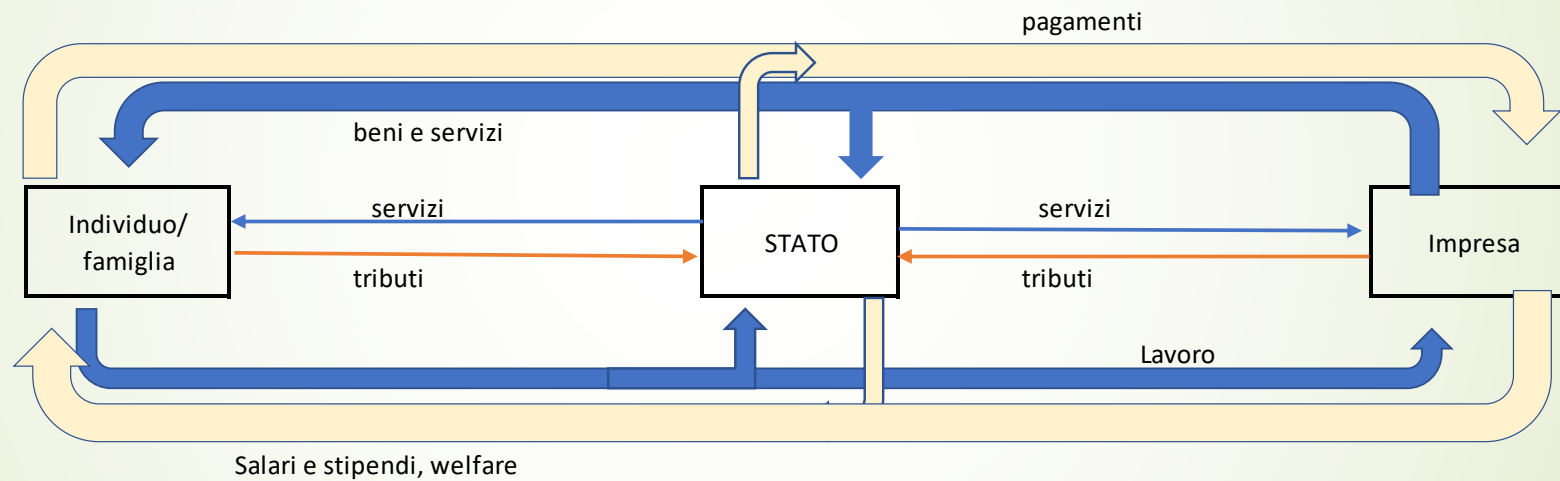 pagamenti
beni e servizi
Individuo/
famiglia
servizi
tributi
STATO
servizi
tributi
Impresa
Lavoro
Salari e stipendi, welfare